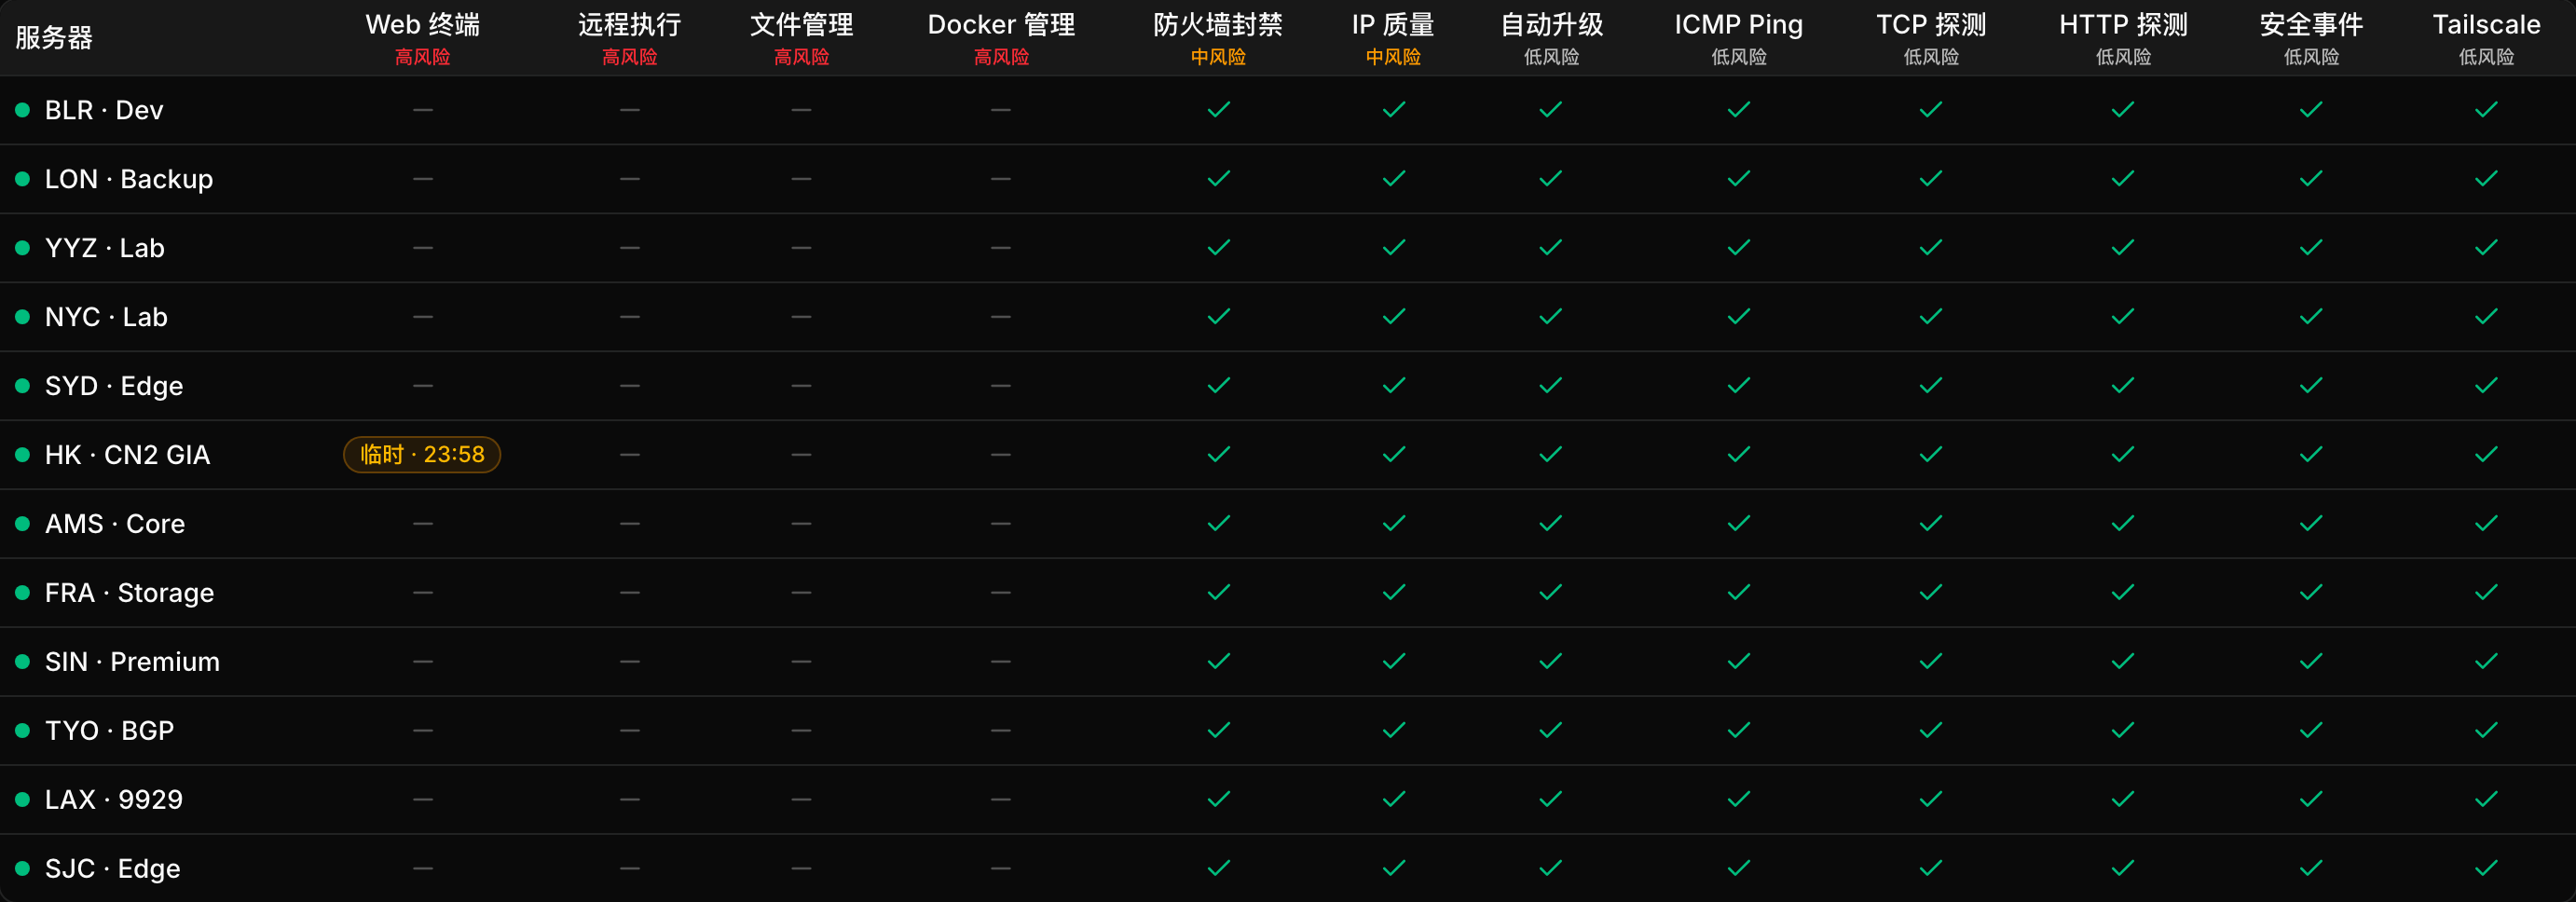 服务器 Web 终端 远程执行 文件管理 Docker 管理 防火墙封禁 IP 质量 自动升级 ICMP Ping TCP 探测 HTTP 探测 安全事件 Tailscale
高风险 高风险 高风险 高风险 中风险 中风险 低风险 低风险 低风险 低风险 低风险 低风险
BLR · Dev — — — — ✓ ✓ ✓ ✓ ✓ ✓ ✓ ✓
LON · Backup — — — — ✓ ✓ ✓ ✓ ✓ ✓ ✓ ✓
YYZ · Lab — — — — ✓ ✓ ✓ ✓ ✓ ✓ ✓ ✓
NYC · Lab — — — — ✓ ✓ ✓ ✓ ✓ ✓ ✓ ✓
SYD · Edge — — — — ✓ ✓ ✓ ✓ ✓ ✓ ✓ ✓
HK · CN2 GIA 临时 · 23:58 — — — ✓ ✓ ✓ ✓ ✓ ✓ ✓ ✓
AMS · Core — — — — ✓ ✓ ✓ ✓ ✓ ✓ ✓ ✓
FRA · Storage — — — — ✓ ✓ ✓ ✓ ✓ ✓ ✓ ✓
SIN · Premium — — — — ✓ ✓ ✓ ✓ ✓ ✓ ✓ ✓
TYO · BGP — — — — ✓ ✓ ✓ ✓ ✓ ✓ ✓ ✓
LAX · 9929 — — — — ✓ ✓ ✓ ✓ ✓ ✓ ✓ ✓
SJC · Edge — — — — ✓ ✓ ✓ ✓ ✓ ✓ ✓ ✓